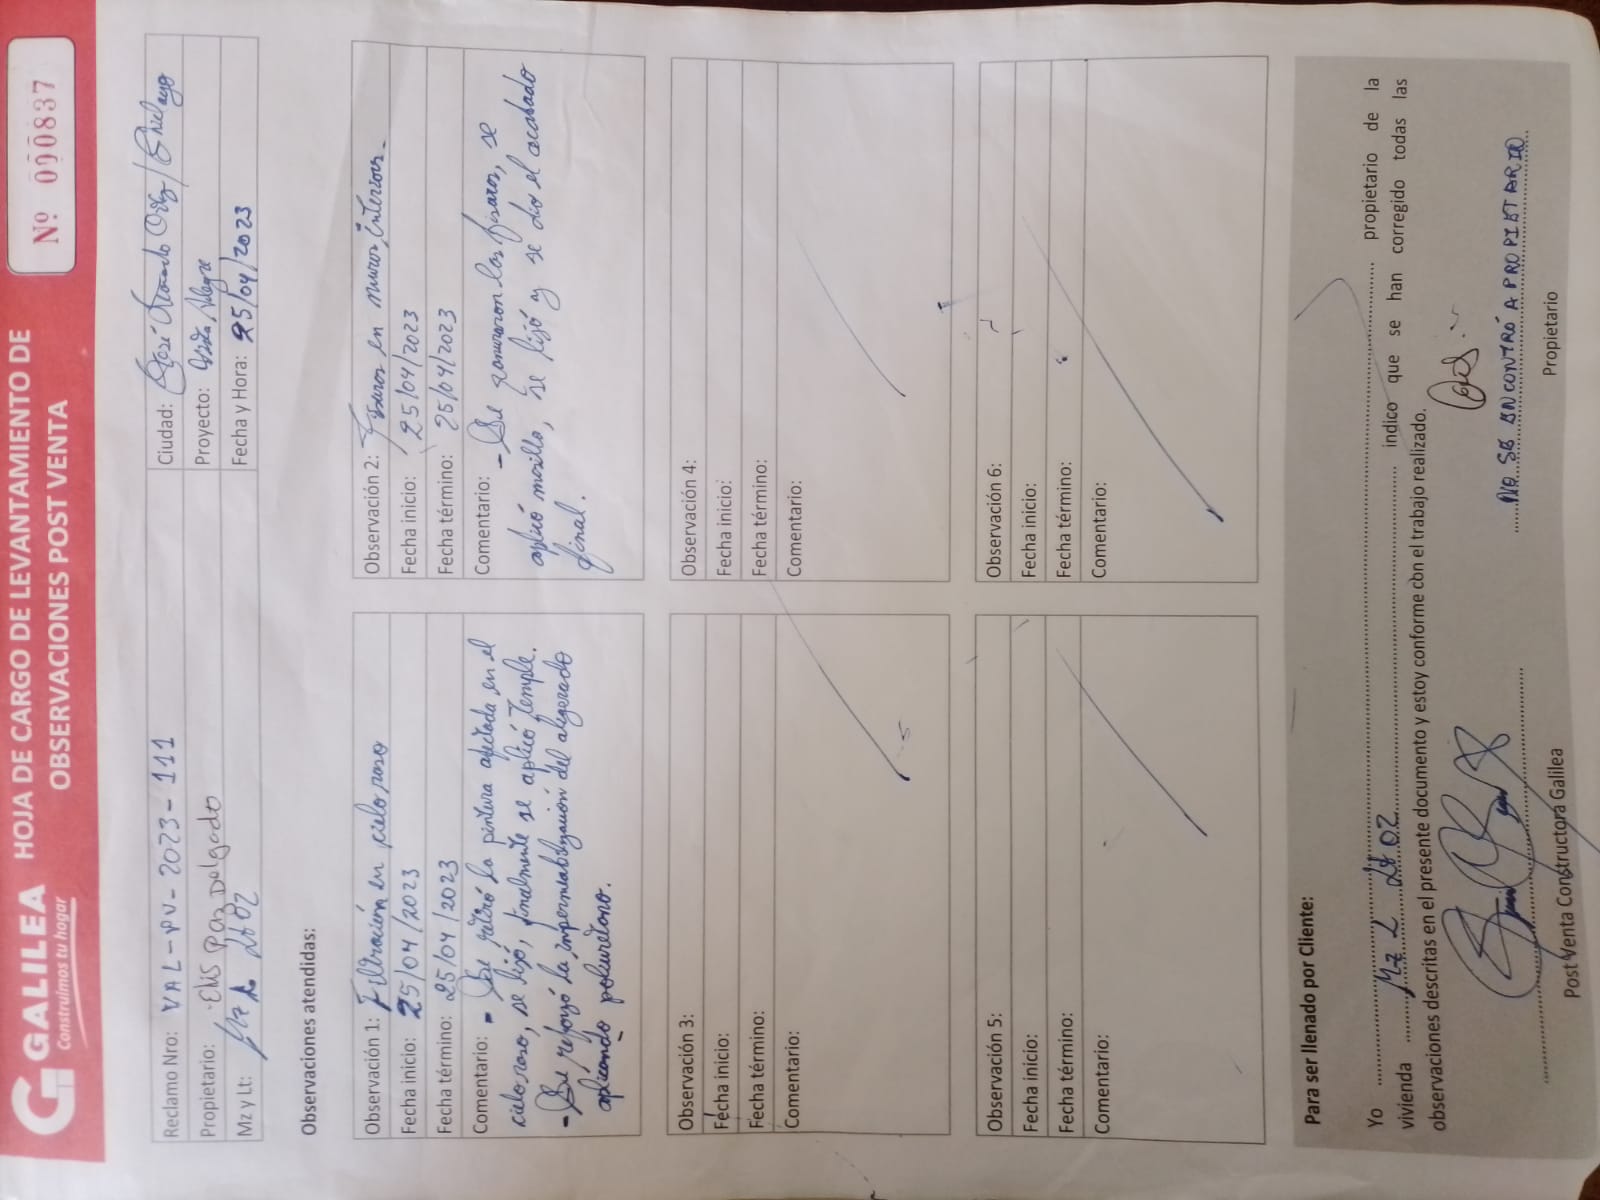 GALILEA
Construimos tu hogar
HOJA DE CARGO DE LEVANTAMIENTO DE
OBSERVACIONES POST VENTA
Nº 000837
Reclamo Nro: VAL-PV-2023-111
Ciudad: José Leonardo Ortiz/Chiclayo
Propietario: Elis Paz Delgado
Proyecto: Vista Alegre
Mz y Lt: Mz L Lt 02
Fecha y Hora: 25/04/2023
Observaciones atendidas:
Observación 1: Filtración en cielo raso
Fecha inicio: 25/04/2023
Fecha término: 25/04/2023
Comentario: - Se retiró la pintura afectada en el
cielo raso, se lijó, finalmente se aplicó temple.
- Se reforzó la impermeabilización del aligerado
aplicando poliuretano.
Observación 2: Fisuras en muros interiores.
Fecha inicio: 25/04/2023
Fecha término: 25/04/2023
Comentario: - Se ranuraron las fisuras, se
aplicó masilla, se lijó y se dió el acabado
final.
Observación 3:
Fecha inicio:
Fecha término:
Comentario:
Observación 4:
Fecha inicio:
Fecha término:
Comentario:
Observación 5:
Fecha inicio:
Fecha término:
Comentario:
Observación 6:
Fecha inicio:
Fecha término:
Comentario:
Para ser llenado por Cliente:
Yo ........ propietario de la
vivienda Mz L Lt 02 indico que se han corregido todas las
observaciones descritas en el presente documento y estoy conforme con el trabajo realizado.
NO SE ENCONTRÓ A PROPIETARIO
Post Venta Constructora Galilea
Propietario